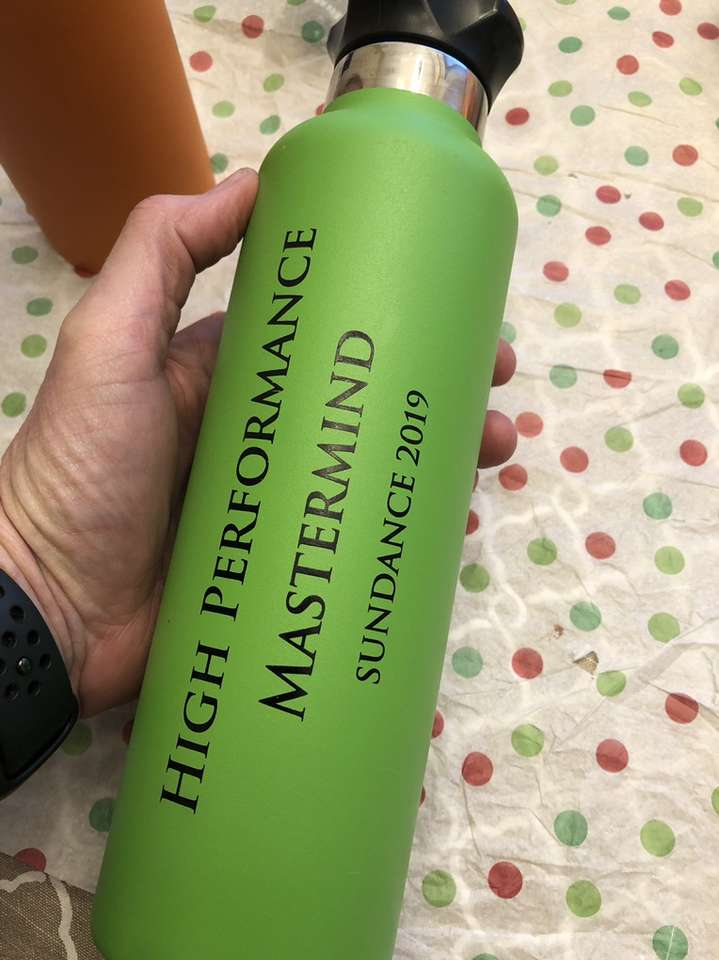 HIGH PERFORMANCE
MASTERMIND
SUNDANCE 2019